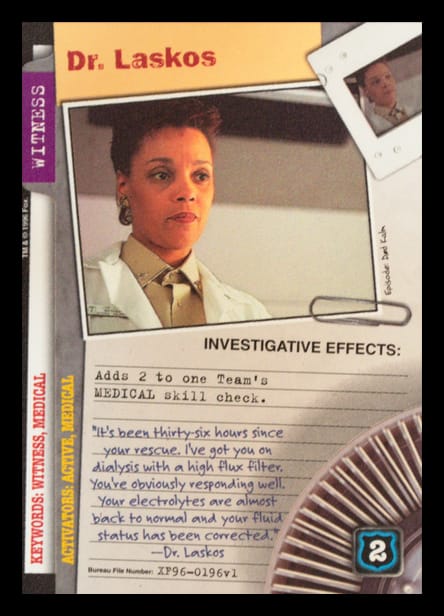 Dr. Laskos
WITNESS
TM & © 1996 Fox.
Episode: Død Kalm
INVESTIGATIVE EFFECTS:
Adds 2 to one Team's
MEDICAL skill check.
KEYWORDS: WITNESS, MEDICAL
ACTIVATORS: ACTIVE, MEDICAL
"It's been thirty-six hours since
your rescue. I've got you on
dialysis with a high flux filter.
You're obviously responding well.
Your electrolytes are almost
back to normal and your fluid
status has been corrected."
—Dr. Laskos
2
Bureau File Number: XF96-0196v1